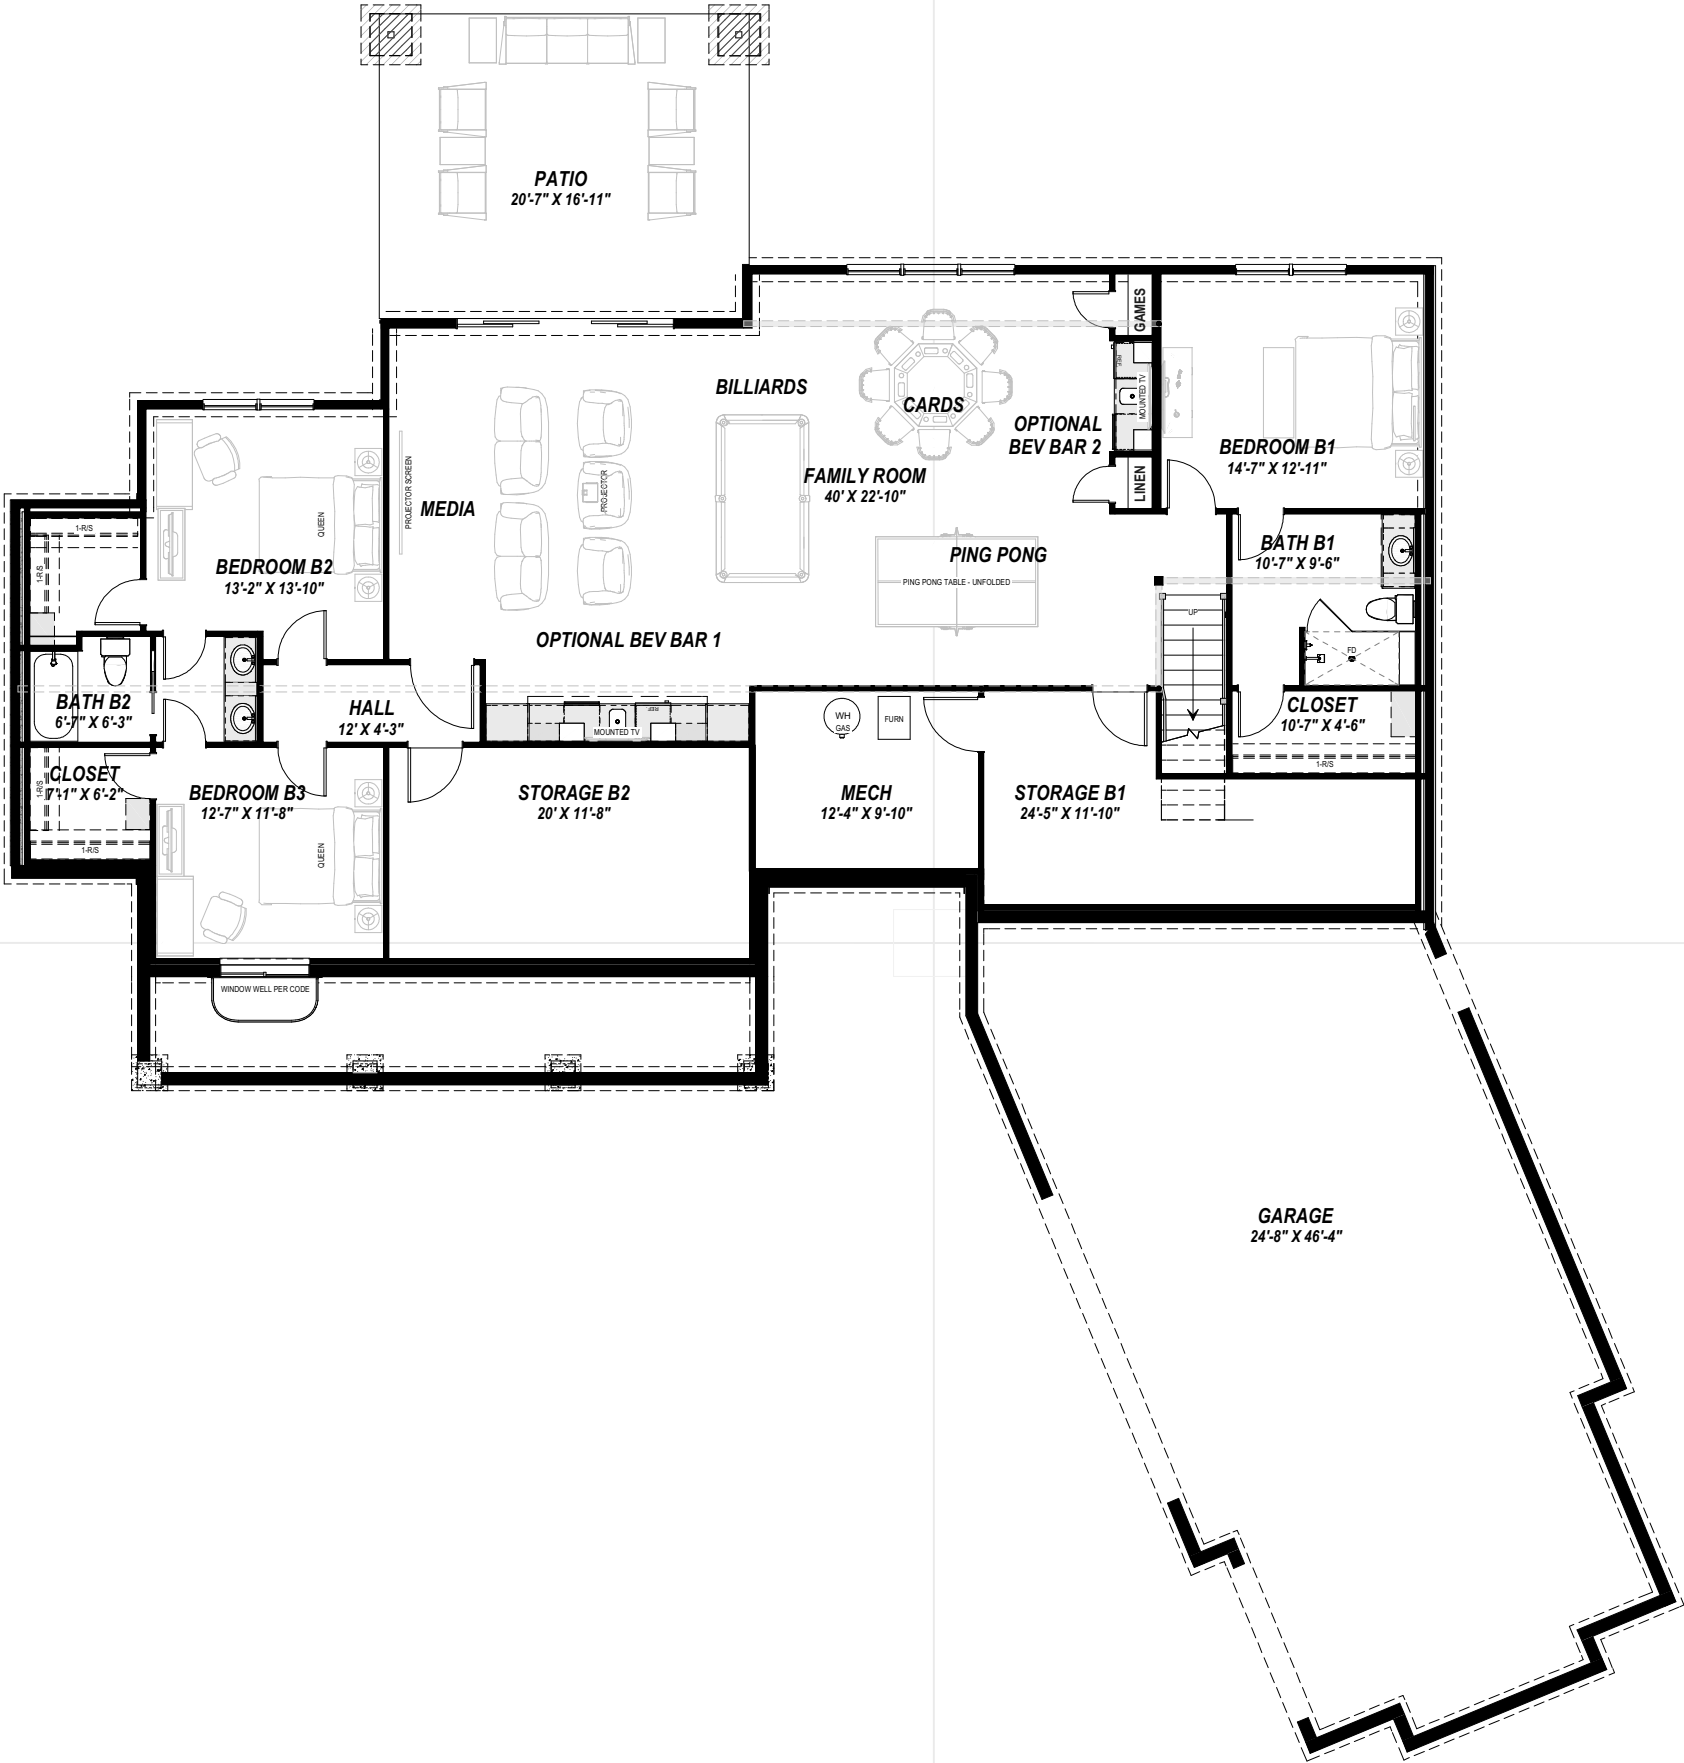 PATIO
20'-7" X 16'-11"
GAMES
BILLIARDS
CARDS
REF.
MOUNTED TV
OPTIONAL
BEV BAR 2
BEDROOM B1
14'-7" X 12'-11"
PROJECTOR SCREEN
PROJECTOR
FAMILY ROOM
40' X 22'-10"
LINEN
MEDIA
QUEEN
1-R/S
1-R/S
BEDROOM B2
13'-2" X 13'-10"
PING PONG
PING PONG TABLE - UNFOLDED
BATH B1
10'-7" X 9'-6"
UP
OPTIONAL BEV BAR 1
FD
BATH B2
6'-7" X 6'-3"
HALL
12' X 4'-3"
REF.
MOUNTED TV
WH
GAS
FURN
CLOSET
10'-7" X 4'-6"
1-R/S
CLOSET
7'-1" X 6'-2"
1-R/S
1-R/S
BEDROOM B3
12'-7" X 11'-8"
QUEEN
STORAGE B2
20' X 11'-8"
MECH
12'-4" X 9'-10"
STORAGE B1
24'-5" X 11'-10"
WINDOW WELL PER CODE
GARAGE
24'-8" X 46'-4"